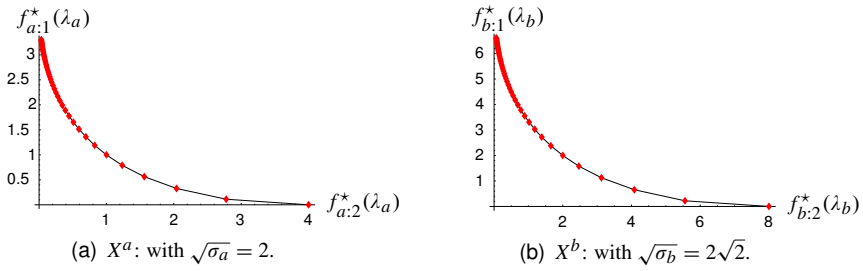 f*a:1(λa)
3
2.5
2
1.5
1
0.5
1 2 3 4
f*a:2(λa)
(a) Xᵃ: with √σa = 2.
f*b:1(λb)
6
5
4
3
2
1
2 4 6 8
f*b:2(λb)
(b) Xᵇ: with √σb = 2√2.